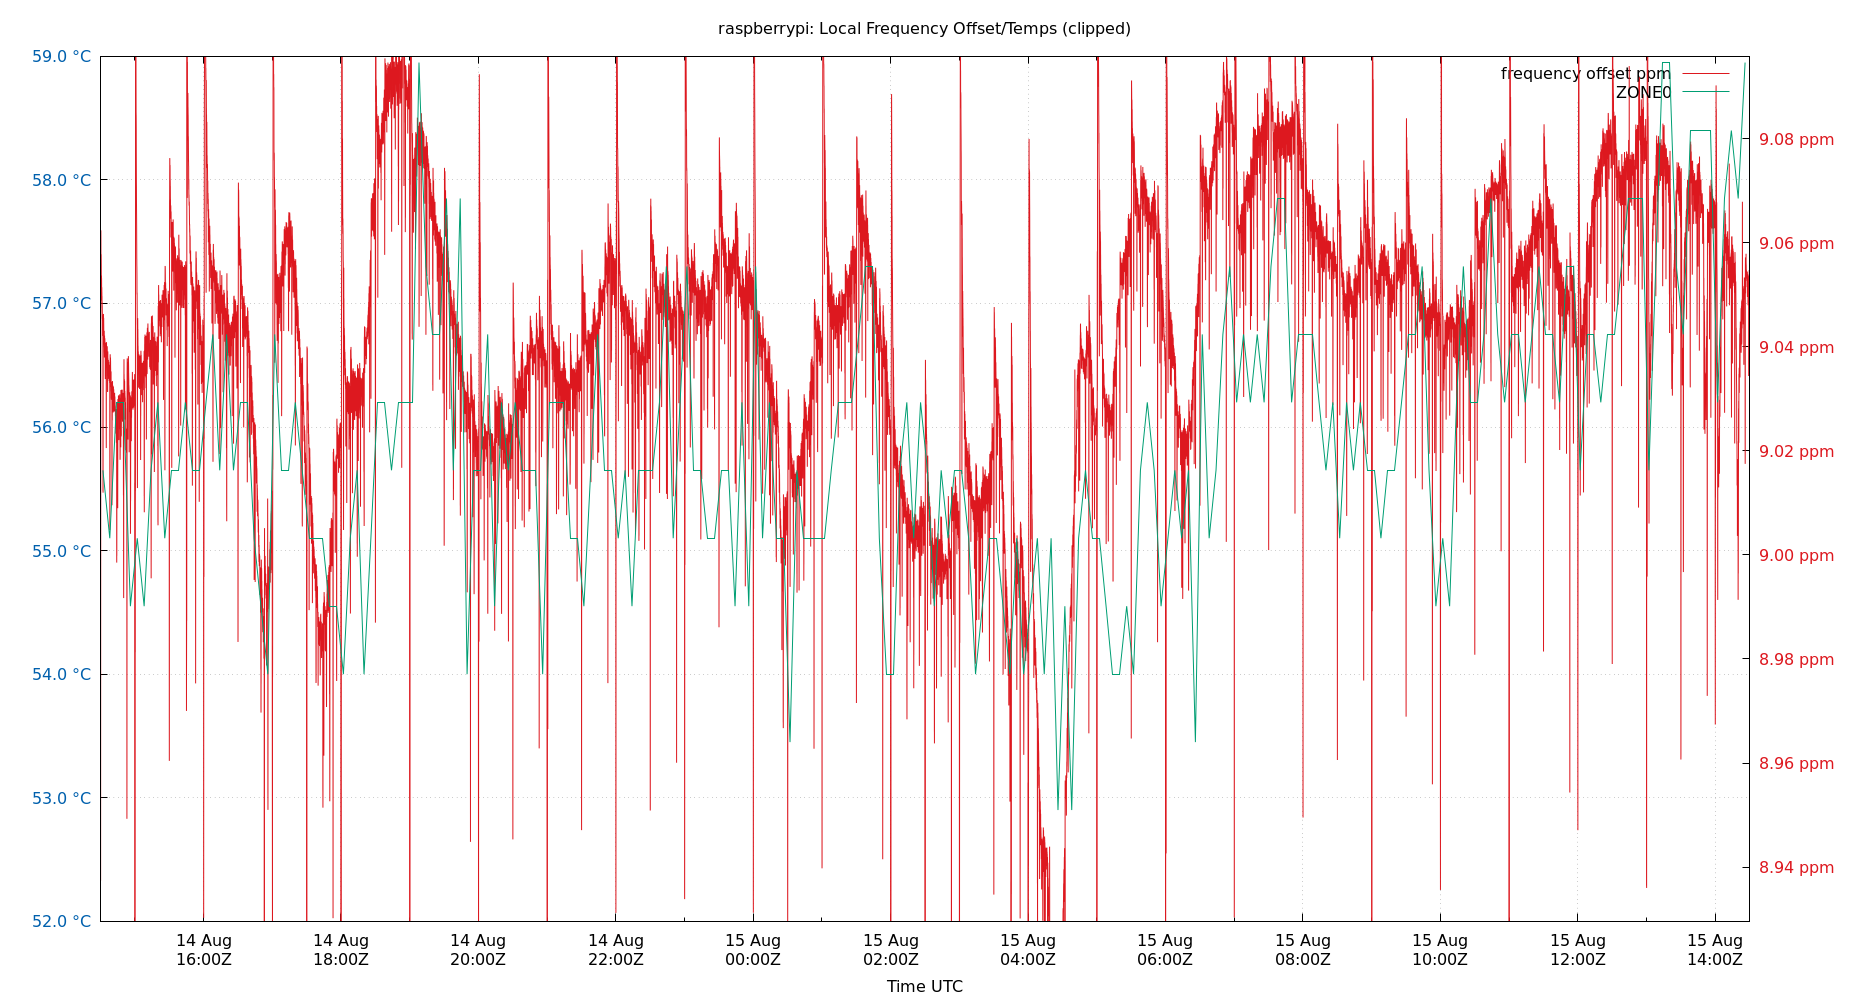 raspberrypi: Local Frequency Offset/Temps (clipped)
59.0 °C
58.0 °C
57.0 °C
56.0 °C
55.0 °C
54.0 °C
53.0 °C
52.0 °C
frequency offset ppm
ZONE0
9.08 ppm
9.06 ppm
9.04 ppm
9.02 ppm
9.00 ppm
8.98 ppm
8.96 ppm
8.94 ppm
14 Aug 14 Aug 14 Aug 14 Aug 15 Aug 15 Aug 15 Aug 15 Aug 15 Aug 15 Aug 15 Aug 15 Aug
16:00Z 18:00Z 20:00Z 22:00Z 00:00Z 02:00Z 04:00Z 06:00Z 08:00Z 10:00Z 12:00Z 14:00Z
Time UTC